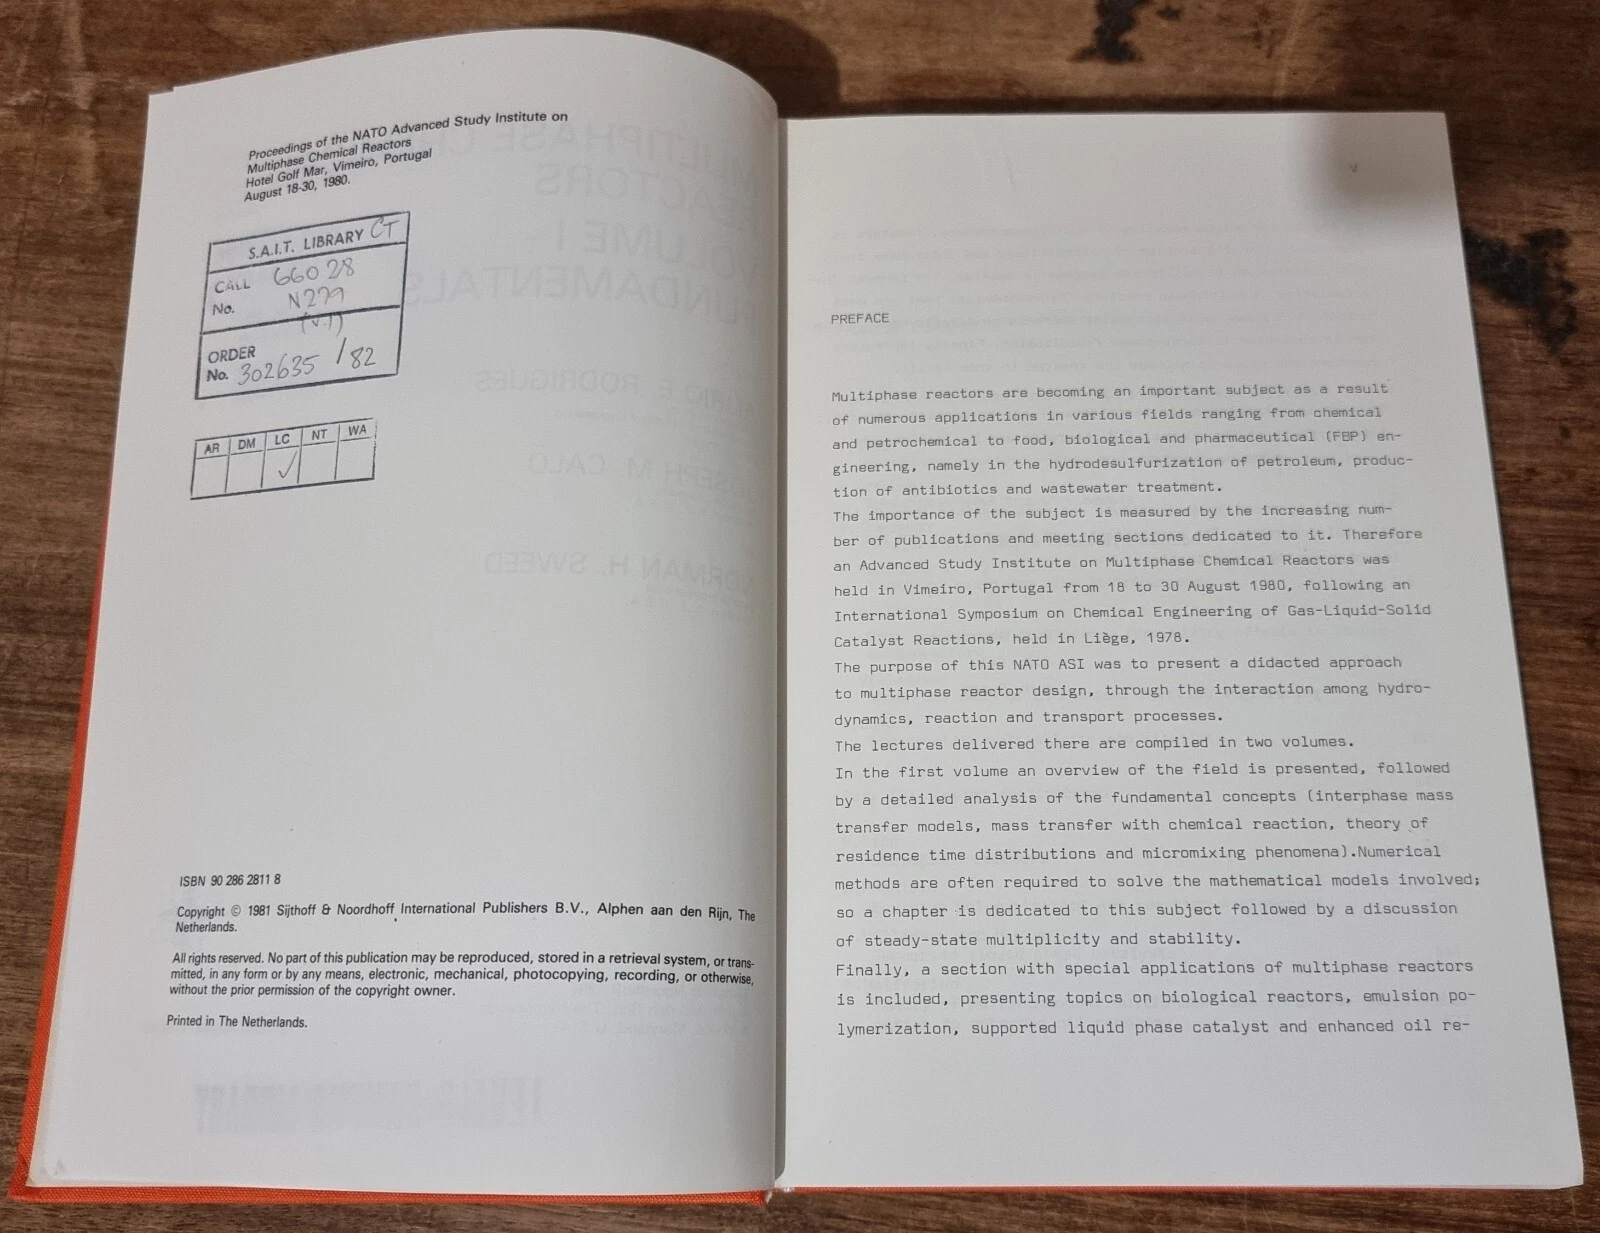 Proceedings of the NATO Advanced Study Institute on
Multiphase Chemical Reactors
Hotel Golf Mar, Vimeiro, Portugal
August 18-30, 1980.
S.A.I.T. LIBRARY CT
CALL 66028
No. N279
(v.1)
ORDER
No. 302635 /82
AR DM LC NT WA
✓
ISBN 90 286 2811 8
Copyright © 1981 Sijthoff & Noordhoff International Publishers B.V., Alphen aan den Rijn, The
Netherlands.
All rights reserved. No part of this publication may be reproduced, stored in a retrieval system, or trans-
mitted, in any form or by any means, electronic, mechanical, photocopying, recording, or otherwise,
without the prior permission of the copyright owner.
Printed in The Netherlands.
v
PREFACE
Multiphase reactors are becoming an important subject as a result
of numerous applications in various fields ranging from chemical
and petrochemical to food, biological and pharmaceutical (FBP) en-
gineering, namely in the hydrodesulfurization of petroleum, produc-
tion of antibiotics and wastewater treatment.
The importance of the subject is measured by the increasing num-
ber of publications and meeting sections dedicated to it. Therefore
an Advanced Study Institute on Multiphase Chemical Reactors was
held in Vimeiro, Portugal from 18 to 30 August 1980, following an
International Symposium on Chemical Engineering of Gas-Liquid-Solid
Catalyst Reactions, held in Liège, 1978.
The purpose of this NATO ASI was to present a didacted approach
to multiphase reactor design, through the interaction among hydro-
dynamics, reaction and transport processes.
The lectures delivered there are compiled in two volumes.
In the first volume an overview of the field is presented, followed
by a detailed analysis of the fundamental concepts (interphase mass
transfer models, mass transfer with chemical reaction, theory of
residence time distributions and micromixing phenomena).Numerical
methods are often required to solve the mathematical models involved;
so a chapter is dedicated to this subject followed by a discussion
of steady-state multiplicity and stability.
Finally, a section with special applications of multiphase reactors
is included, presenting topics on biological reactors, emulsion po-
lymerization, supported liquid phase catalyst and enhanced oil re-